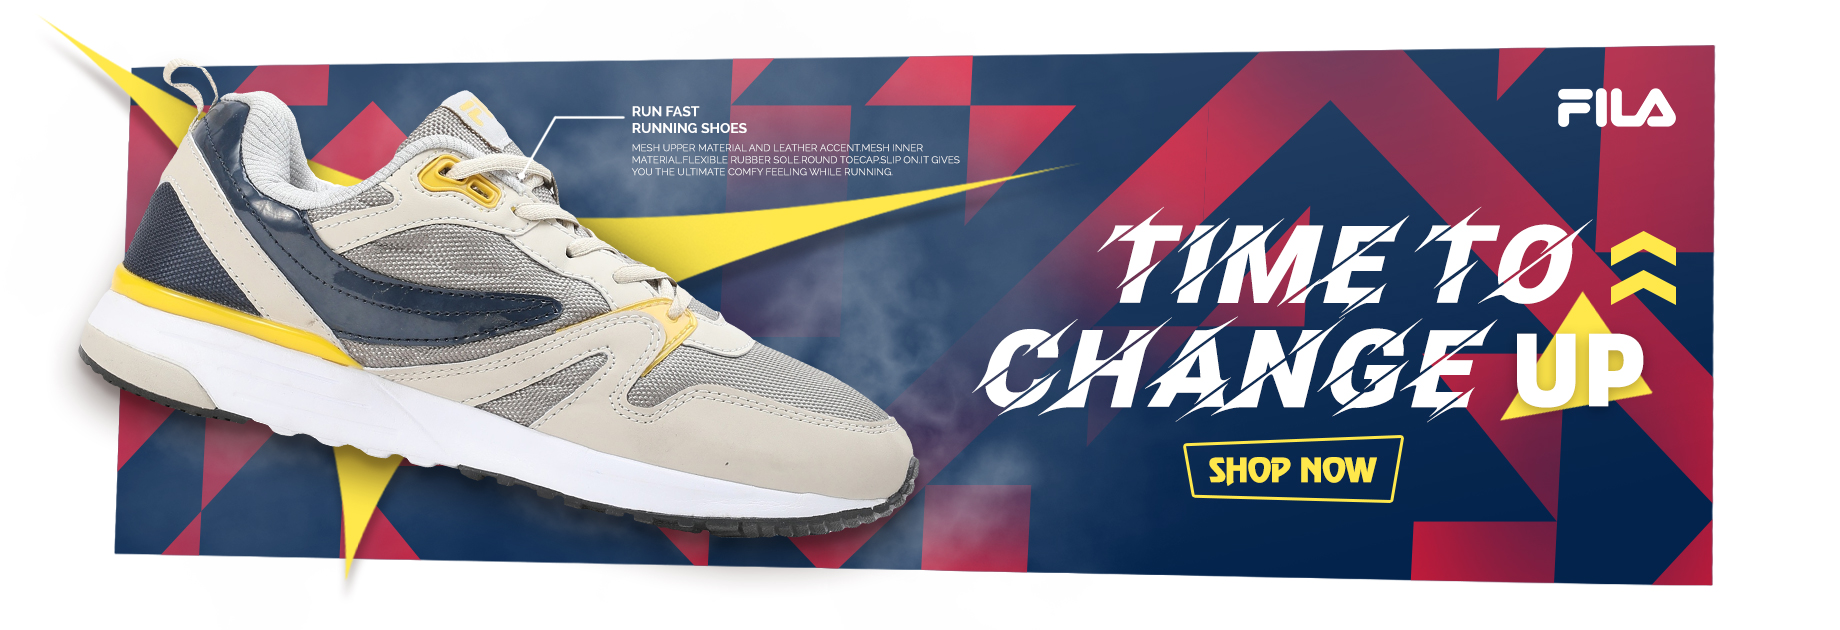 RUN FAST
RUNNING SHOES
MESH UPPER MATERIAL AND LEATHER ACCENT.MESH INNER
MATERIAL.FLEXIBLE RUBBER SOLE.ROUND TOECAP.SLIP ON.IT GIVES
YOU THE ULTIMATE COMFY FEELING WHILE RUNNING.
FILA
TIME TO
CHANGE UP
SHOP NOW